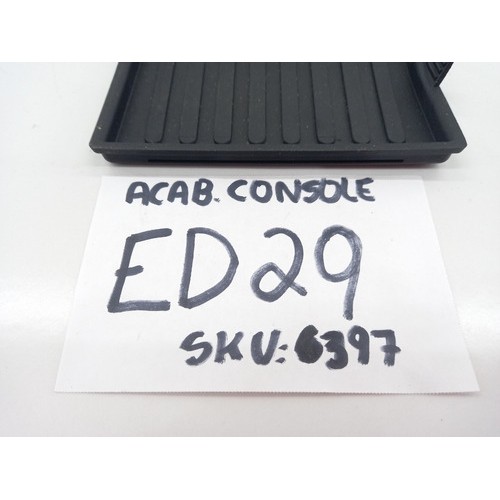 ACAB. CONSOLE
ED29
SKU: 6397